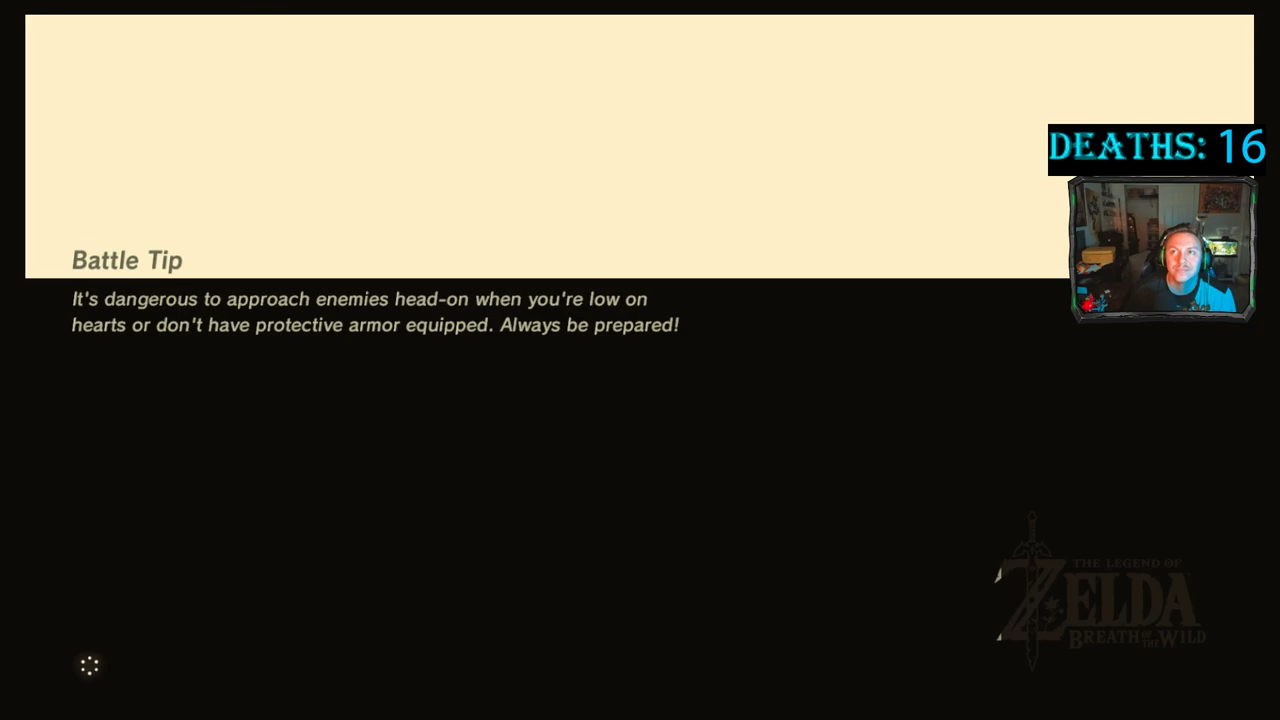 DEATHS: 16
Battle Tip
It's dangerous to approach enemies head-on when you're low on
hearts or don't have protective armor equipped. Always be prepared!
THE LEGEND OF
ZELDA
BREATH OF THE WILD